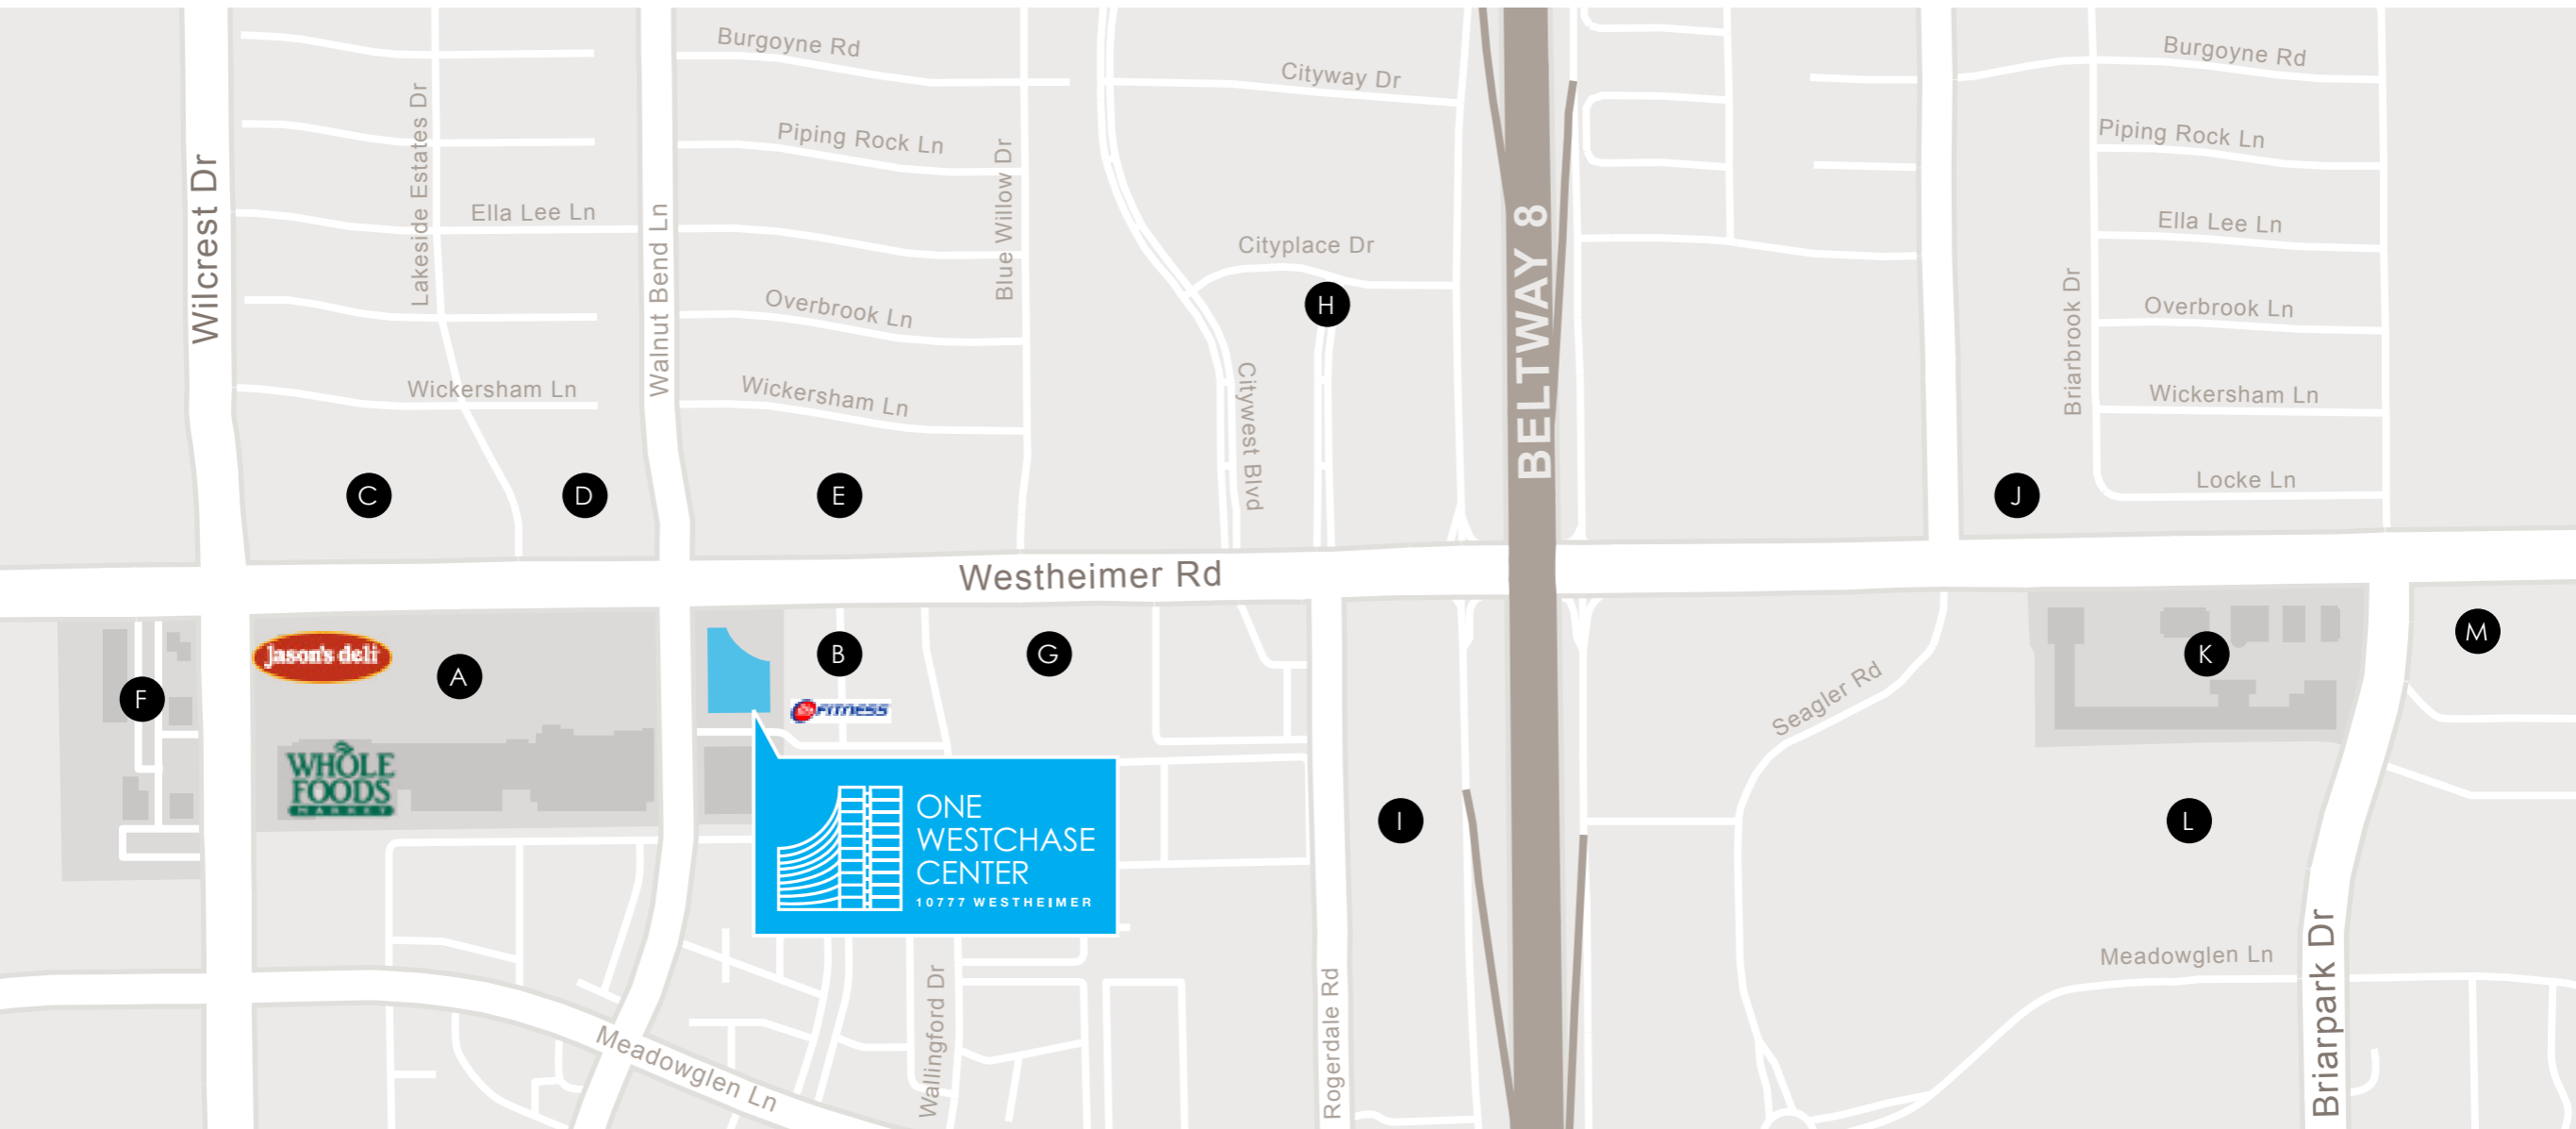 Burgoyne Rd
Cityway Dr
Burgoyne Rd
Piping Rock Ln
Piping Rock Ln
Wilcrest Dr
Lakeside Estates Dr
Ella Lee Ln
Walnut Bend Ln
Blue Willow Dr
Cityplace Dr
BELTWAY 8
Ella Lee Ln
Overbrook Ln
H
Briarbrook Dr
Overbrook Ln
Wickersham Ln
Wickersham Ln
Citywest Blvd
Wickersham Ln
C
D
E
J
Locke Ln
Westheimer Rd
Jason's deli
A
B
G
K
M
F
FITNESS
Seagler Rd
WHOLE
FOODS
MARKET
ONE
WESTCHASE
CENTER
10777 WESTHEIMER
I
L
Meadowglen Ln
Wallingford Dr
Rogerdale Rd
Meadowglen Ln
Briarpark Dr